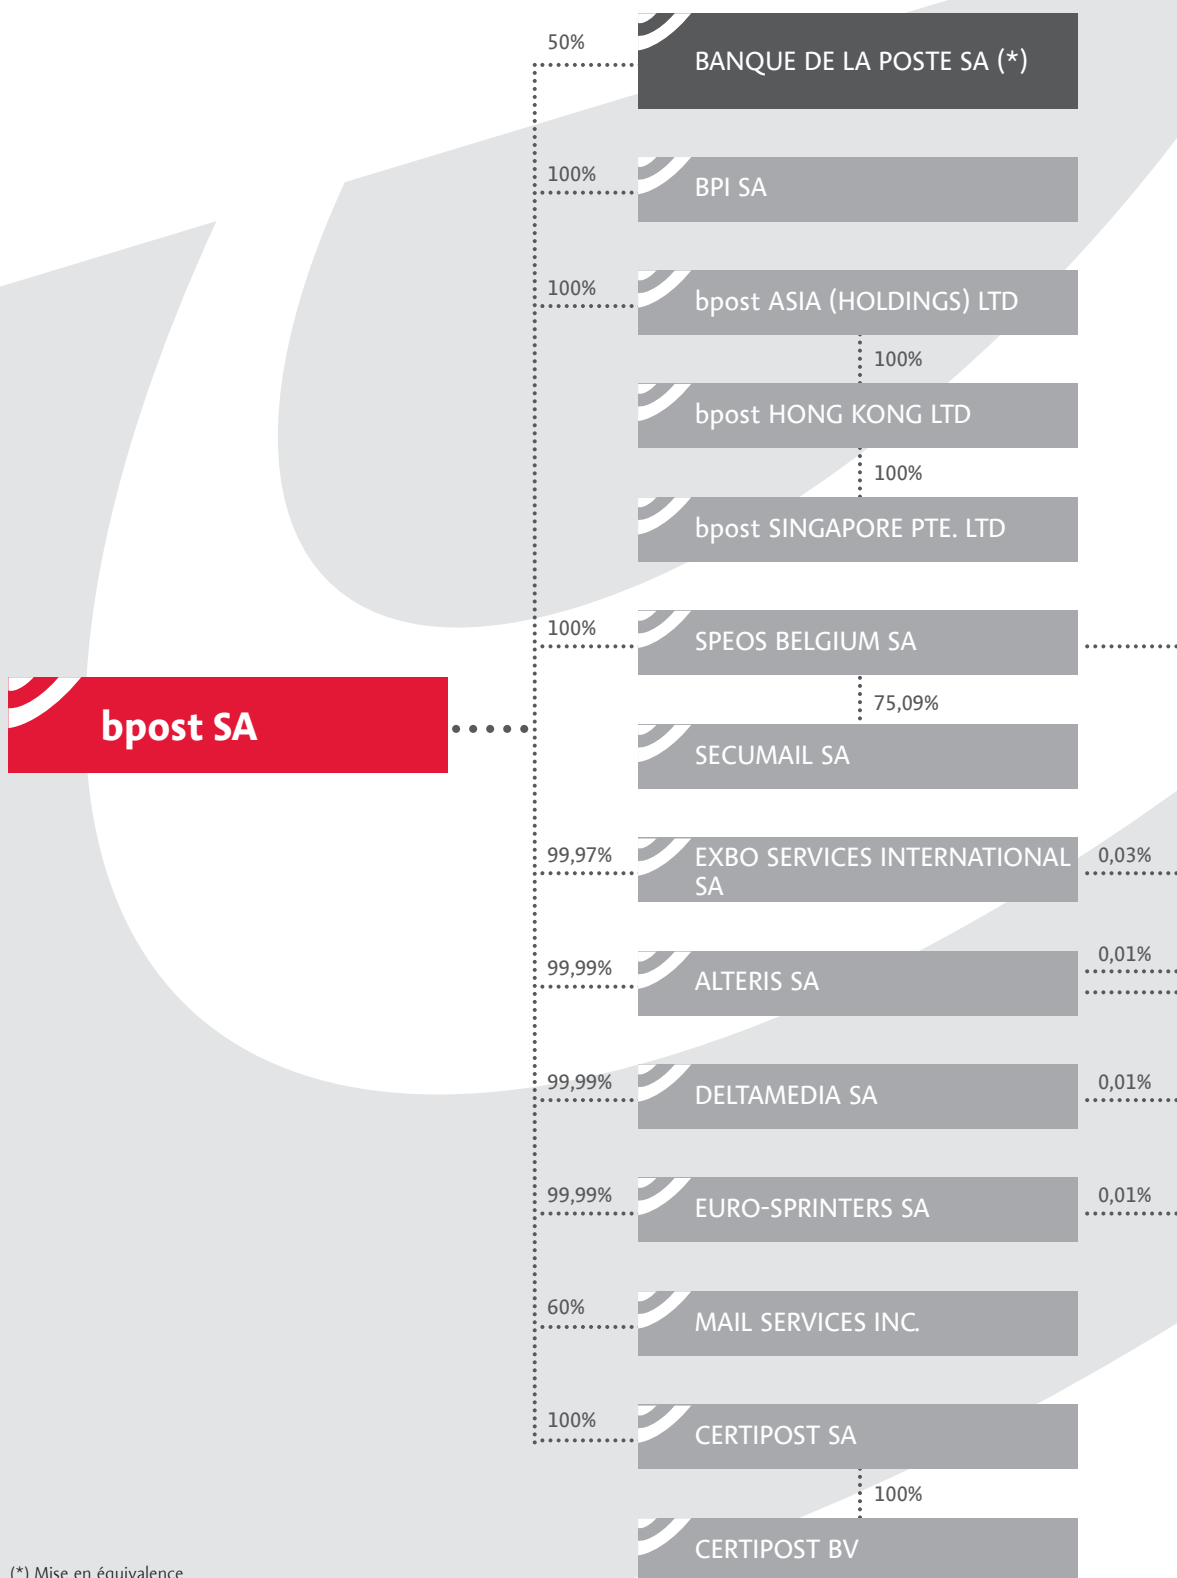 50%
BANQUE DE LA POSTE SA (*)
100%
BPI SA
100%
bpost ASIA (HOLDINGS) LTD
100%
bpost HONG KONG LTD
100%
bpost SINGAPORE PTE. LTD
100%
SPEOS BELGIUM SA
75,09%
bpost SA
SECUMAIL SA
99,97%
EXBO SERVICES INTERNATIONAL
SA
0,03%
99,99%
ALTERIS SA
0,01%
99,99%
DELTAMEDIA SA
0,01%
99,99%
EURO-SPRINTERS SA
0,01%
60%
MAIL SERVICES INC.
100%
CERTIPOST SA
100%
CERTIPOST BV
(*) Mise en équivalence